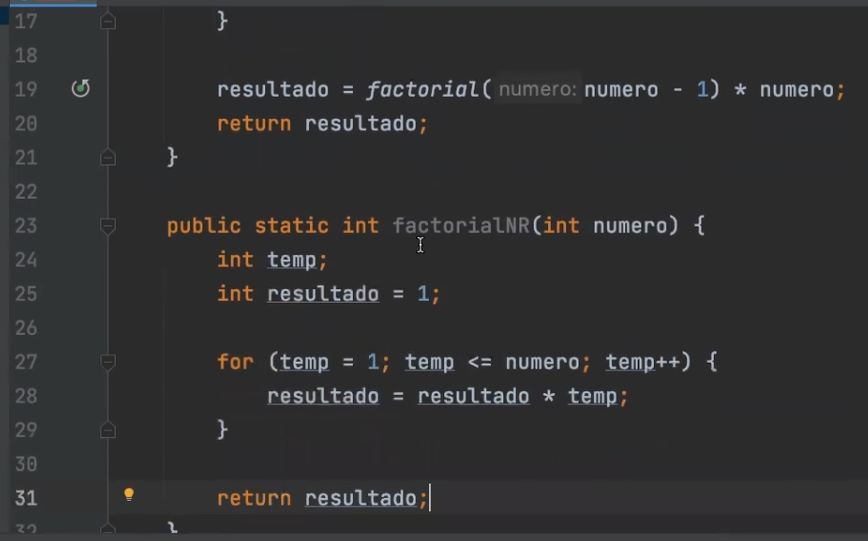 17 }
18
19 resultado = factorial( numero: numero - 1) * numero;
20 return resultado;
21 }
22
23 public static int factorialNR(int numero) {
24 int temp;
25 int resultado = 1;
26
27 for (temp = 1; temp <= numero; temp++) {
28 resultado = resultado * temp;
29 }
30
31 return resultado;
32 }